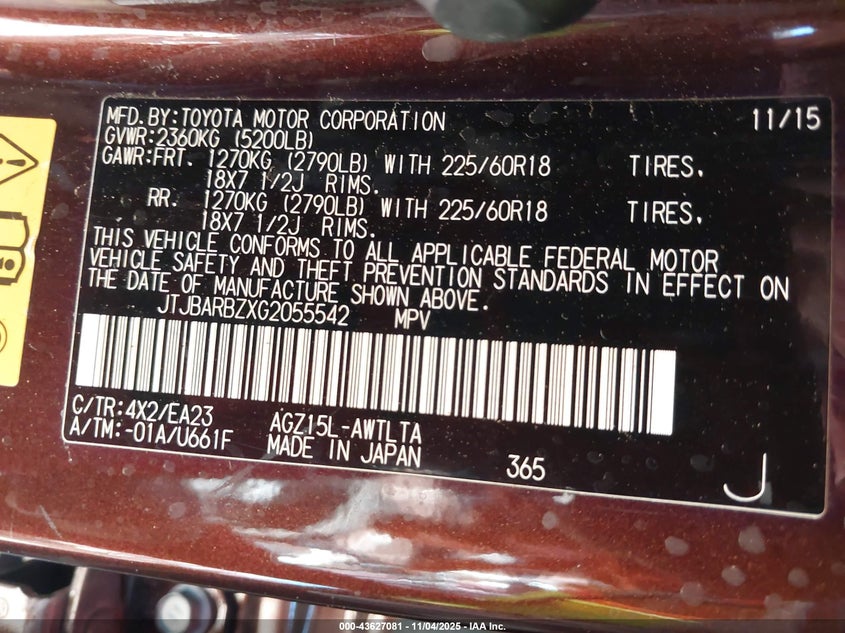 MFD. BY: TOYOTA MOTOR CORPORATION 11/15
GVWR: 2360KG (5200LB)
GAWR: FRT. 1270KG (2790LB) WITH 225/60R18 TIRES.
18X7 1/2J RIMS.
RR. 1270KG (2790LB) WITH 225/60R18 TIRES.
18X7 1/2J RIMS.
THIS VEHICLE CONFORMS TO ALL APPLICABLE FEDERAL MOTOR
VEHICLE SAFETY AND THEFT PREVENTION STANDARDS IN EFFECT ON
THE DATE OF MANUFACTURE SHOWN ABOVE.
JTJBARBZXG2055542 MPV
C/TR: 4X2/EA23 AGZ15L-AWTLTA
A/TM: -01A/U661F MADE IN JAPAN 365
J
000-43627081 - 11/04/2025 - IAA Inc.